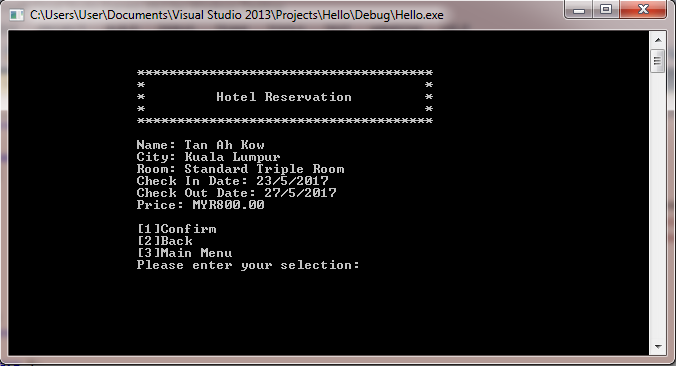 C:\Users\User\Documents\Visual Studio 2013\Projects\Hello\Debug\Hello.exe
*************************************
* *
* Hotel Reservation *
* *
*************************************
Name: Tan Ah Kow
City: Kuala Lumpur
Room: Standard Triple Room
Check In Date: 23/5/2017
Check Out Date: 27/5/2017
Price: MYR800.00
[1]Confirm
[2]Back
[3]Main Menu
Please enter your selection: